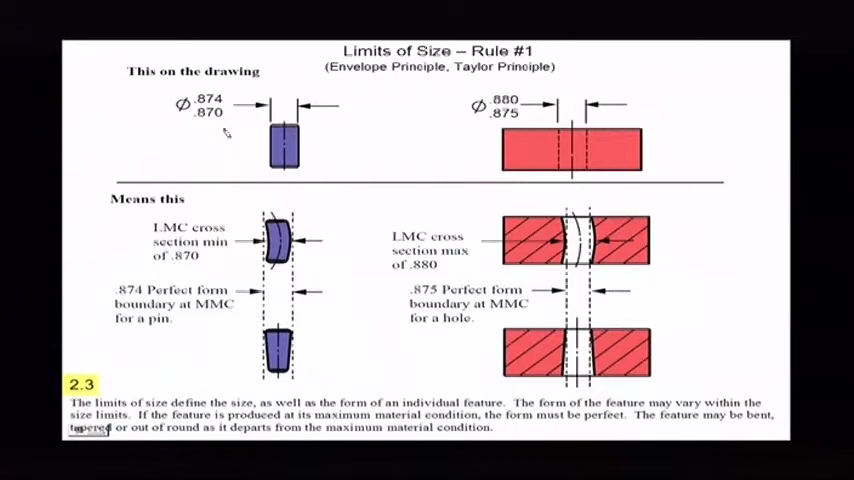 Limits of Size – Rule #1
(Envelope Principle, Taylor Principle)
This on the drawing
∅ .874
.870
∅ .880
.875
Means this
LMC cross
section min
of .870
LMC cross
section max
of .880
.874 Perfect form
boundary at MMC
for a pin.
.875 Perfect form
boundary at MMC
for a hole.
2.3
The limits of size define the size, as well as the form of an individual feature. The form of the feature may vary within the
size limits. If the feature is produced at its maximum material condition, the form must be perfect. The feature may be bent,
tapered or out of round as it departs from the maximum material condition.